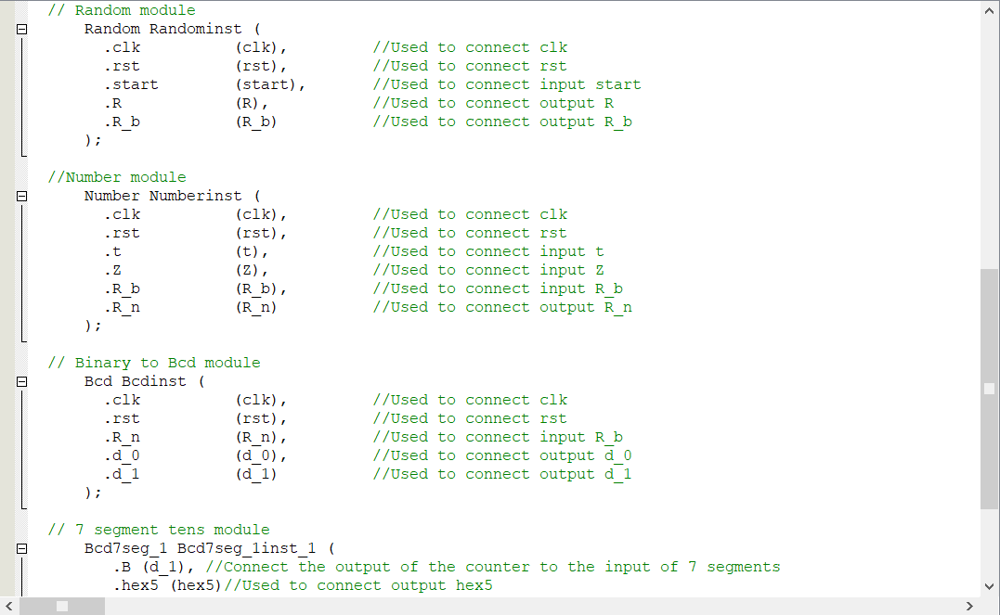 // Random module
Random Randominst (
.clk (clk), //Used to connect clk
.rst (rst), //Used to connect rst
.start (start), //Used to connect input start
.R (R), //Used to connect output R
.R_b (R_b) //Used to connect output R_b
);
//Number module
Number Numberinst (
.clk (clk), //Used to connect clk
.rst (rst), //Used to connect rst
.t (t), //Used to connect input t
.Z (Z), //Used to connect input Z
.R_b (R_b), //Used to connect input R_b
.R_n (R_n) //Used to connect output R_n
);
// Binary to Bcd module
Bcd Bcdinst (
.clk (clk), //Used to connect clk
.rst (rst), //Used to connect rst
.R_n (R_n), //Used to connect input R_b
.d_0 (d_0), //Used to connect output d_0
.d_1 (d_1) //Used to connect output d_1
);
// 7 segment tens module
Bcd7seg_1 Bcd7seg_1inst_1 (
.B (d_1), //Connect the output of the counter to the input of 7 segments
.hex5 (hex5)//Used to connect output hex5